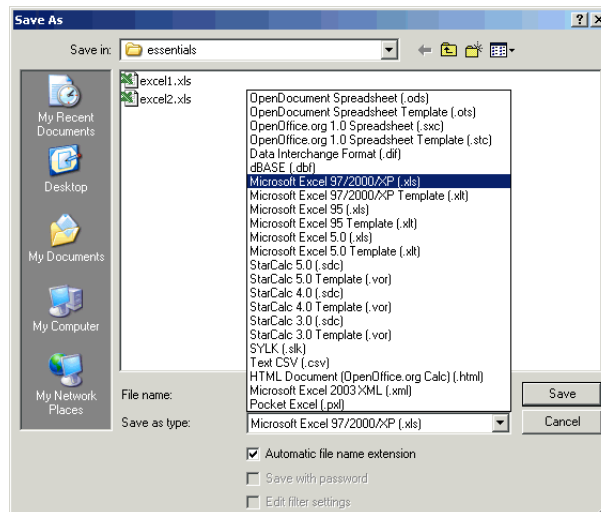 Save As
Save in: essentials
excel1.xls
excel2.xls
My Recent
Documents
Desktop
My Documents
My Computer
My Network
Places
OpenDocument Spreadsheet (.ods)
OpenDocument Spreadsheet Template (.ots)
OpenOffice.org 1.0 Spreadsheet (.sxc)
OpenOffice.org 1.0 Spreadsheet Template (.stc)
Data Interchange Format (.dif)
dBASE (.dbf)
Microsoft Excel 97/2000/XP (.xls)
Microsoft Excel 97/2000/XP Template (.xlt)
Microsoft Excel 95 (.xls)
Microsoft Excel 95 Template (.xlt)
Microsoft Excel 5.0 (.xls)
Microsoft Excel 5.0 Template (.xlt)
StarCalc 5.0 (.sdc)
StarCalc 5.0 Template (.vor)
StarCalc 4.0 (.sdc)
StarCalc 4.0 Template (.vor)
StarCalc 3.0 (.sdc)
StarCalc 3.0 Template (.vor)
SYLK (.slk)
Text CSV (.csv)
HTML Document (OpenOffice.org Calc) (.html)
Microsoft Excel 2003 XML (.xml)
Pocket Excel (.pxl)
File name:
Save
Save as type: Microsoft Excel 97/2000/XP (.xls)
Cancel
Automatic file name extension
Save with password
Edit filter settings